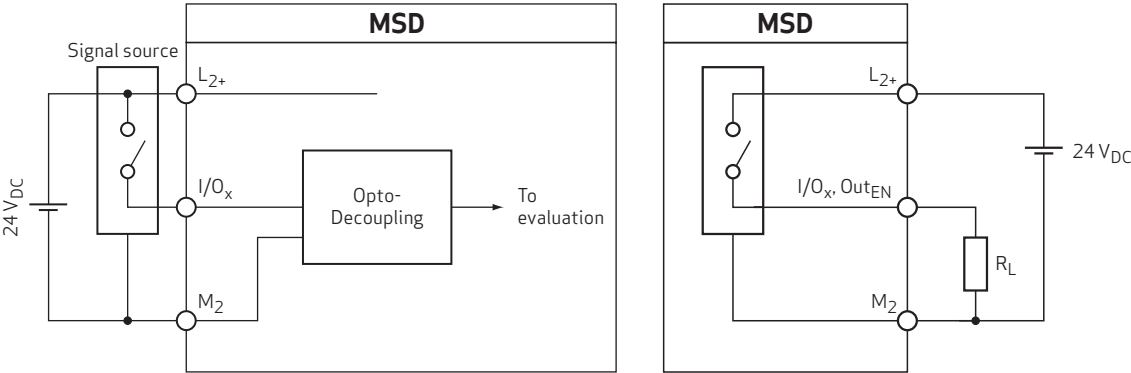 MSD
Signal source
L2+
24 VDC
I/Ox
Opto-
Decoupling
To
evaluation
M2
MSD
L2+
24 VDC
I/Ox, OutEN
RL
M2